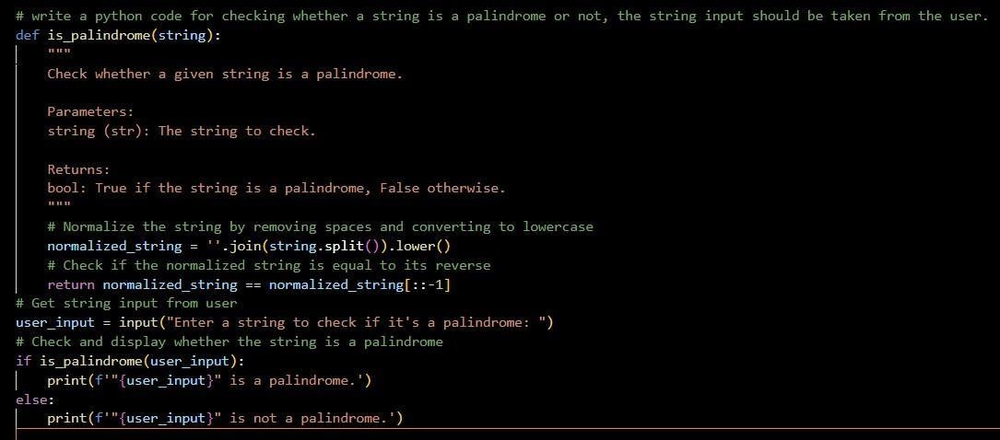 # write a python code for checking whether a string is a palindrome or not, the string input should be taken from the user.
def is_palindrome(string):
    """
    Check whether a given string is a palindrome.

    Parameters:
    string (str): The string to check.

    Returns:
    bool: True if the string is a palindrome, False otherwise.
    """
    # Normalize the string by removing spaces and converting to lowercase
    normalized_string = ''.join(string.split()).lower()
    # Check if the normalized string is equal to its reverse
    return normalized_string == normalized_string[::-1]
# Get string input from user
user_input = input("Enter a string to check if it's a palindrome: ")
# Check and display whether the string is a palindrome
if is_palindrome(user_input):
    print(f'"{user_input}" is a palindrome.')
else:
    print(f'"{user_input}" is not a palindrome.')